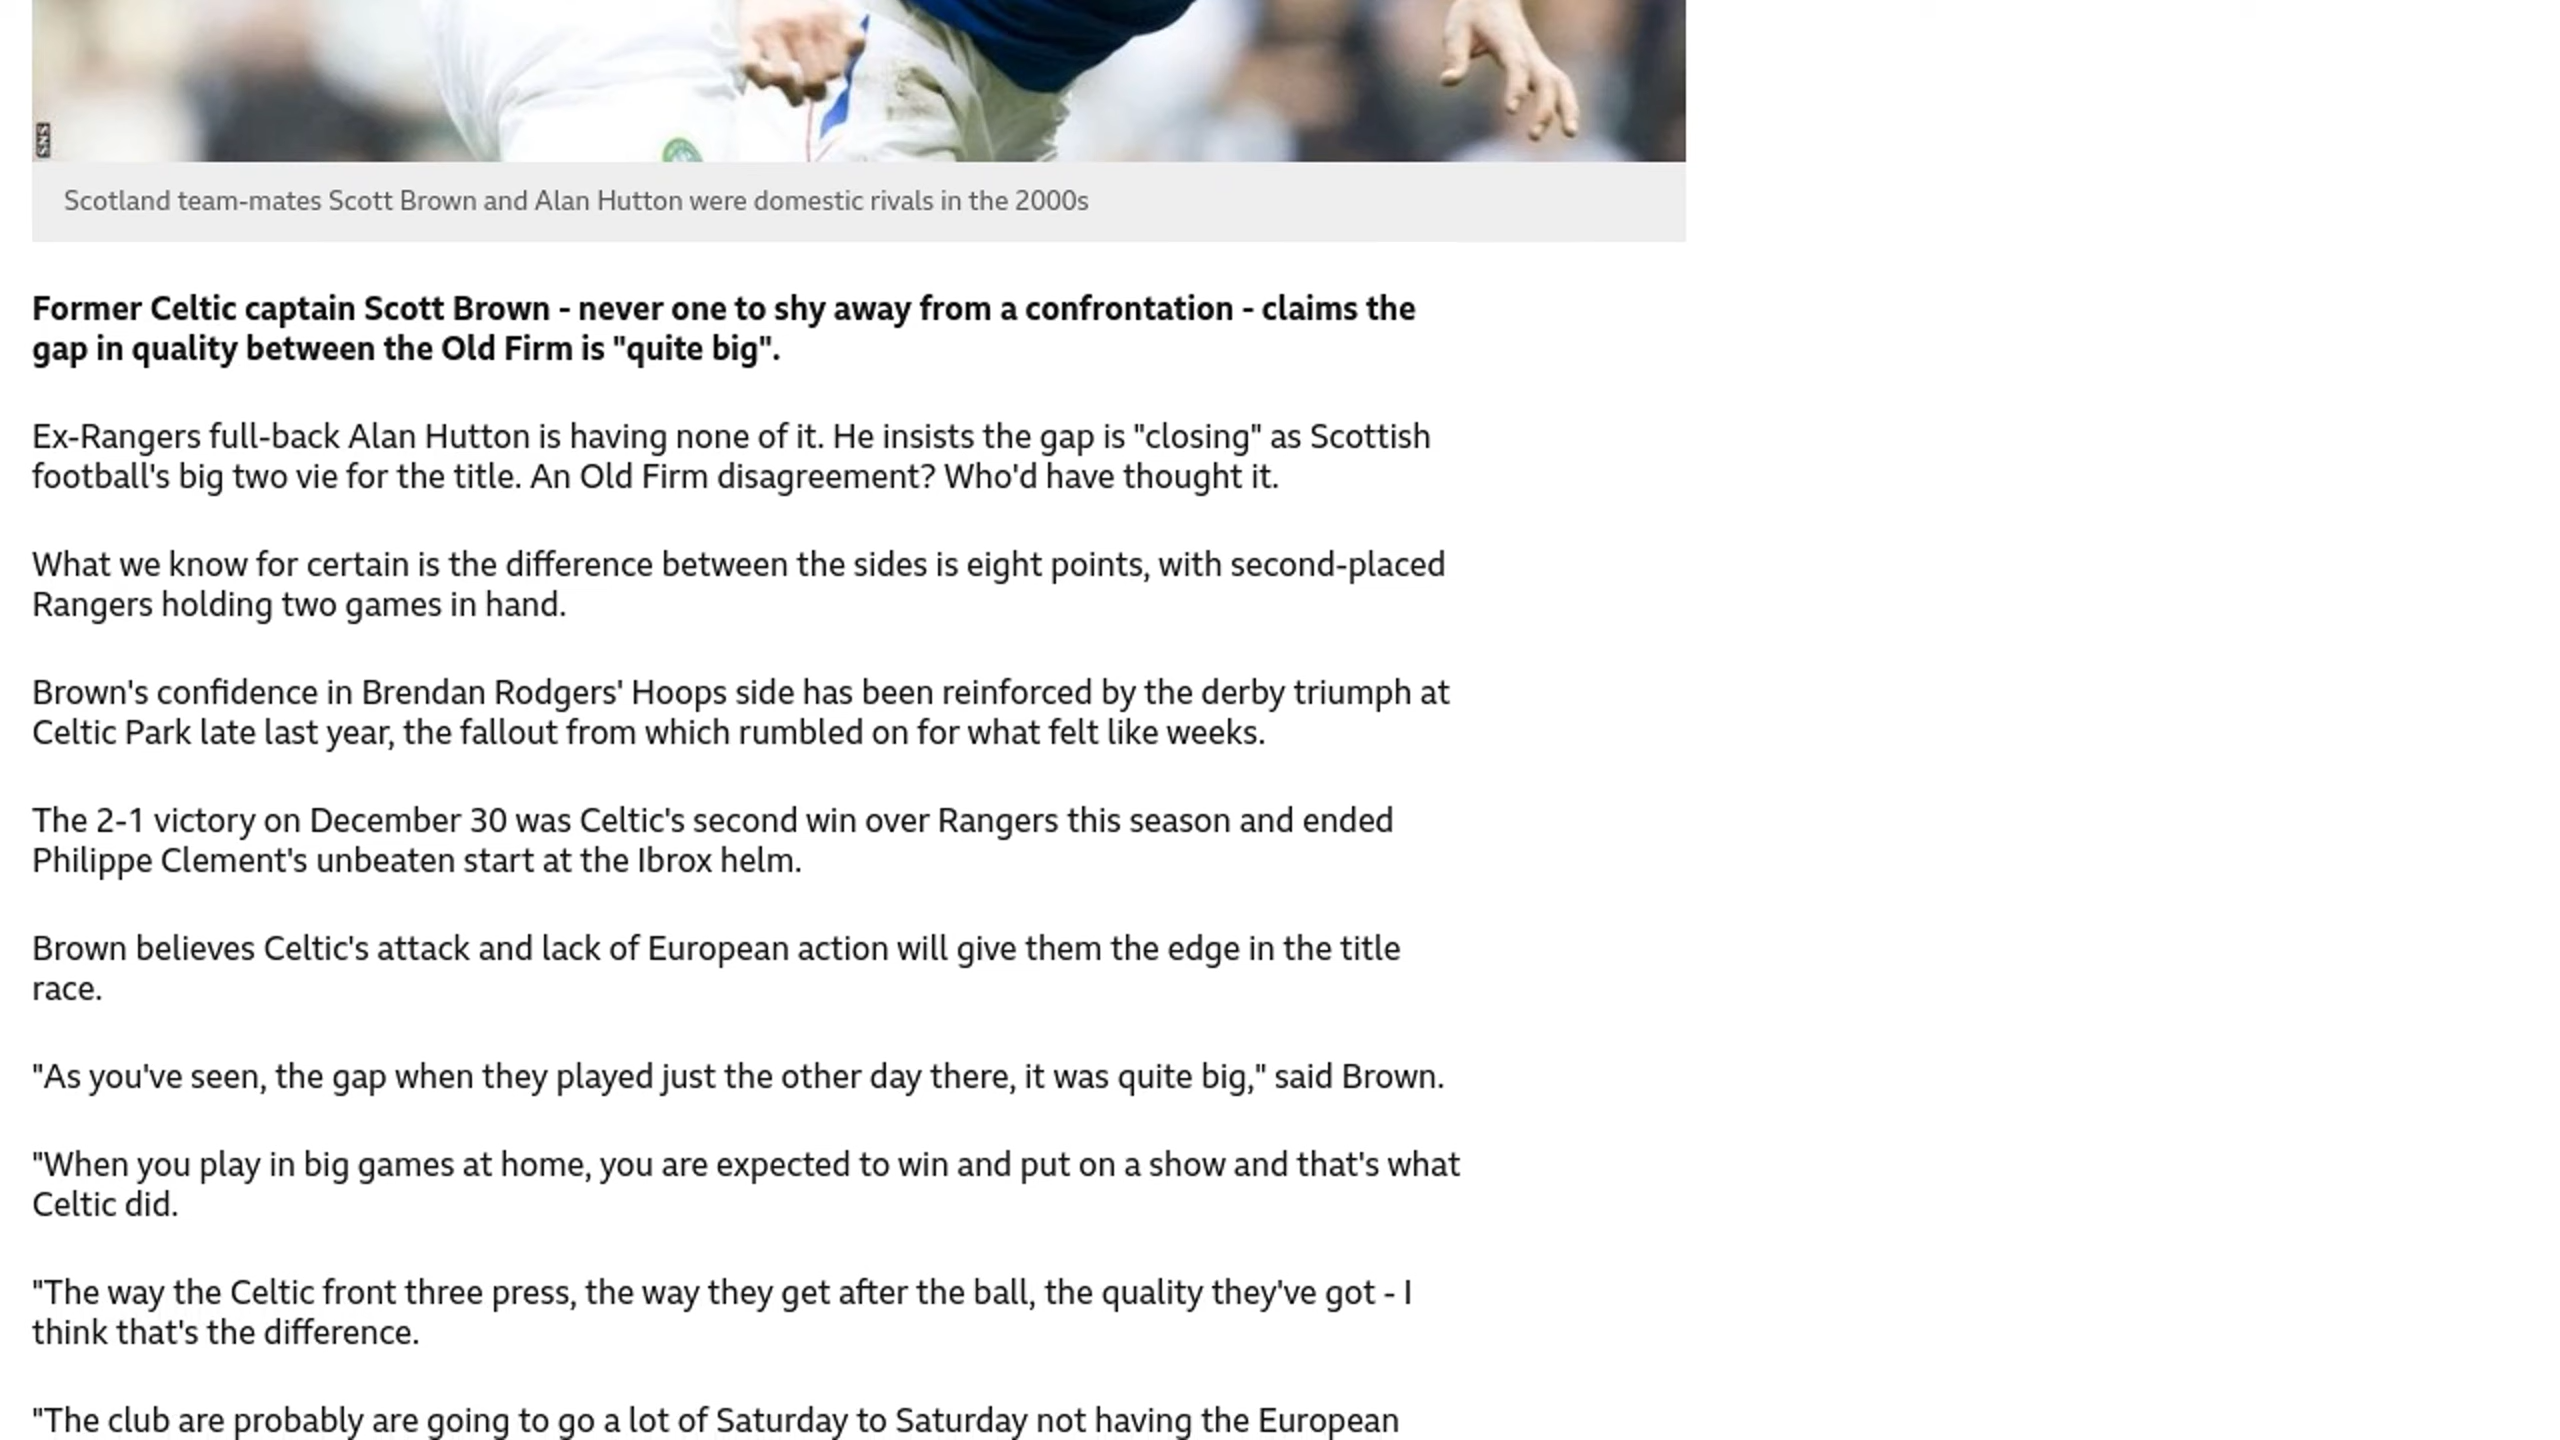 SNS
Scotland team-mates Scott Brown and Alan Hutton were domestic rivals in the 2000s
Former Celtic captain Scott Brown - never one to shy away from a confrontation - claims the
gap in quality between the Old Firm is "quite big".
Ex-Rangers full-back Alan Hutton is having none of it. He insists the gap is "closing" as Scottish
football's big two vie for the title. An Old Firm disagreement? Who'd have thought it.
What we know for certain is the difference between the sides is eight points, with second-placed
Rangers holding two games in hand.
Brown's confidence in Brendan Rodgers' Hoops side has been reinforced by the derby triumph at
Celtic Park late last year, the fallout from which rumbled on for what felt like weeks.
The 2-1 victory on December 30 was Celtic's second win over Rangers this season and ended
Philippe Clement's unbeaten start at the Ibrox helm.
Brown believes Celtic's attack and lack of European action will give them the edge in the title
race.
"As you've seen, the gap when they played just the other day there, it was quite big," said Brown.
"When you play in big games at home, you are expected to win and put on a show and that's what
Celtic did.
"The way the Celtic front three press, the way they get after the ball, the quality they've got - I
think that's the difference.
"The club are probably are going to go a lot of Saturday to Saturday not having the European